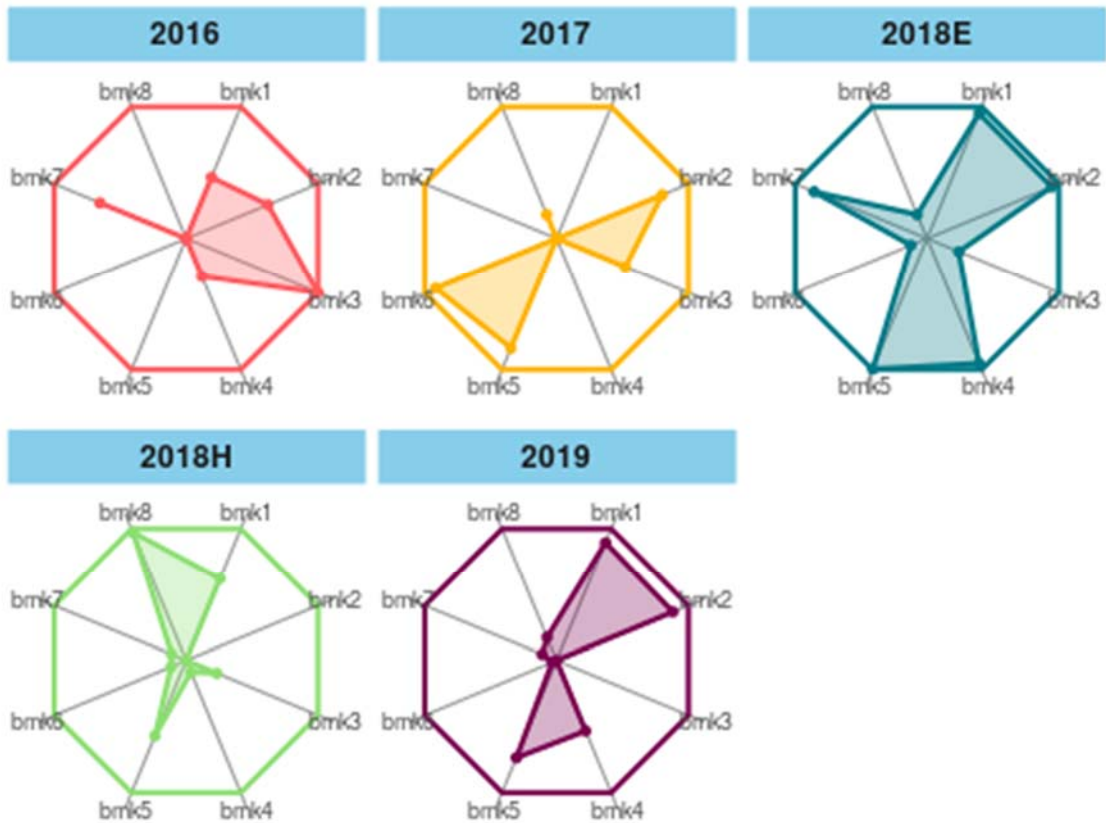 2016 2017 2018E
bmk8 bmk1 bmk8 bmk1 bmk8 bmk1
bmk7 bmk2 bmk7 bmk2 bmk7 bmk2
bmk6 bmk3 bmk6 bmk3 bmk6 bmk3
bmk5 bmk4 bmk5 bmk4 bmk5 bmk4
2018H 2019
bmk8 bmk1 bmk8 bmk1
bmk7 bmk2 bmk7 bmk2
bmk6 bmk3 bmk6 bmk3
bmk5 bmk4 bmk5 bmk4